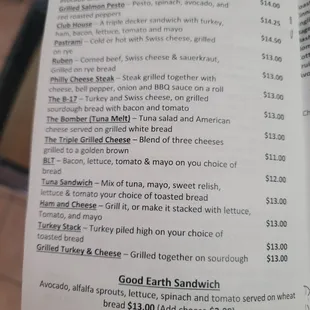 Grilled Salmon Pesto – Pesto, spinach, avocado, and $14.00
red roasted peppers
Club House – A triple decker sandwich with turkey, $14.25
ham, bacon, lettuce, tomato and mayo
Pastrami – Cold or hot with Swiss cheese, grilled $14.50
on rye
Ruben – Corned beef, Swiss cheese & sauerkraut, $13.00
Grilled on rye bread
Philly Cheese Steak – Steak grilled together with $14.00
cheese, bell pepper, onion and BBQ sauce on a roll
The B-17 – Turkey and Swiss cheese, on grilled $13.00
sourdough bread with bacon and tomato
The Bomber (Tuna Melt) – Tuna salad and American $13.00
cheese served on grilled white bread
The Triple Grilled Cheese – Blend of three cheeses $13.00
grilled to a golden brown
BLT – Bacon, lettuce, tomato & mayo on you choice of $11.00
bread
Tuna Sandwich – Mix of tuna, mayo, sweet relish, $12.00
lettuce & tomato your choice of toasted bread
Ham and Cheese – Grill it, or make it stacked with lettuce, $13.00
Tomato, and mayo
Turkey Stack – Turkey piled high on your choice of $13.00
toasted bread
Grilled Turkey & Cheese – Grilled together on sourdough $13.00
Good Earth Sandwich
Avocado, alfalfa sprouts, lettuce, spinach and tomato served on wheat
bread $13.00 (Add cheese